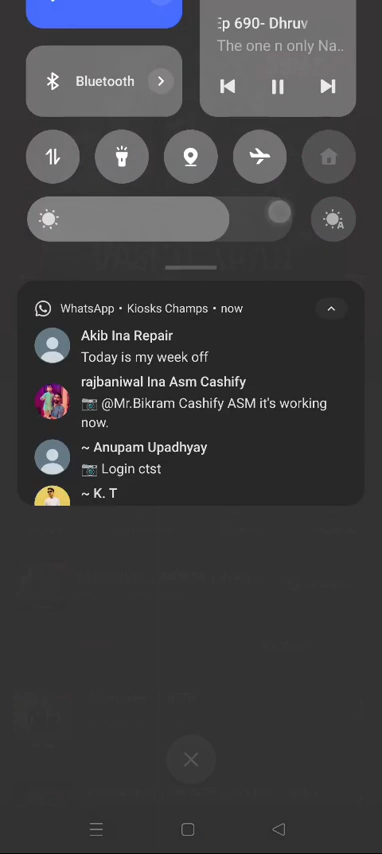 Ep 690- Dhruv
The one n only Na..
Bluetooth
A
WhatsApp • Kiosks Champs • now
Akib Ina Repair
Today is my week off
rajbaniwal Ina Asm Cashify
📷 @Mr.Bikram Cashify ASM it's working
now.
~ Anupam Upadhyay
📷 Login ctst
~ K. T